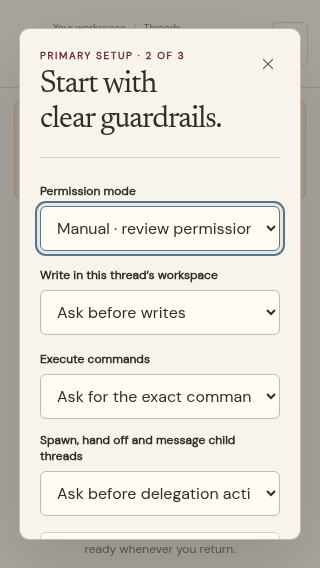 Your workspace / Threads
PRIMARY SETUP · 2 OF 3
Start with
clear guardrails.
Permission mode
Manual · review permission
Write in this thread's workspace
Ask before writes
Execute commands
Ask for the exact comman
Spawn, hand off and message child
threads
Ask before delegation acti
ready whenever you return.